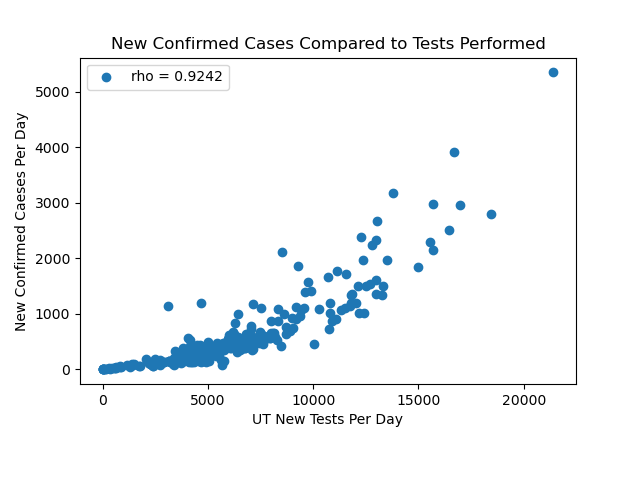 New Confirmed Cases Compared to Tests Performed
rho = 0.9242
New Confirmed Caeses Per Day
5000
4000
3000
2000
1000
0
0 5000 10000 15000 20000
UT New Tests Per Day